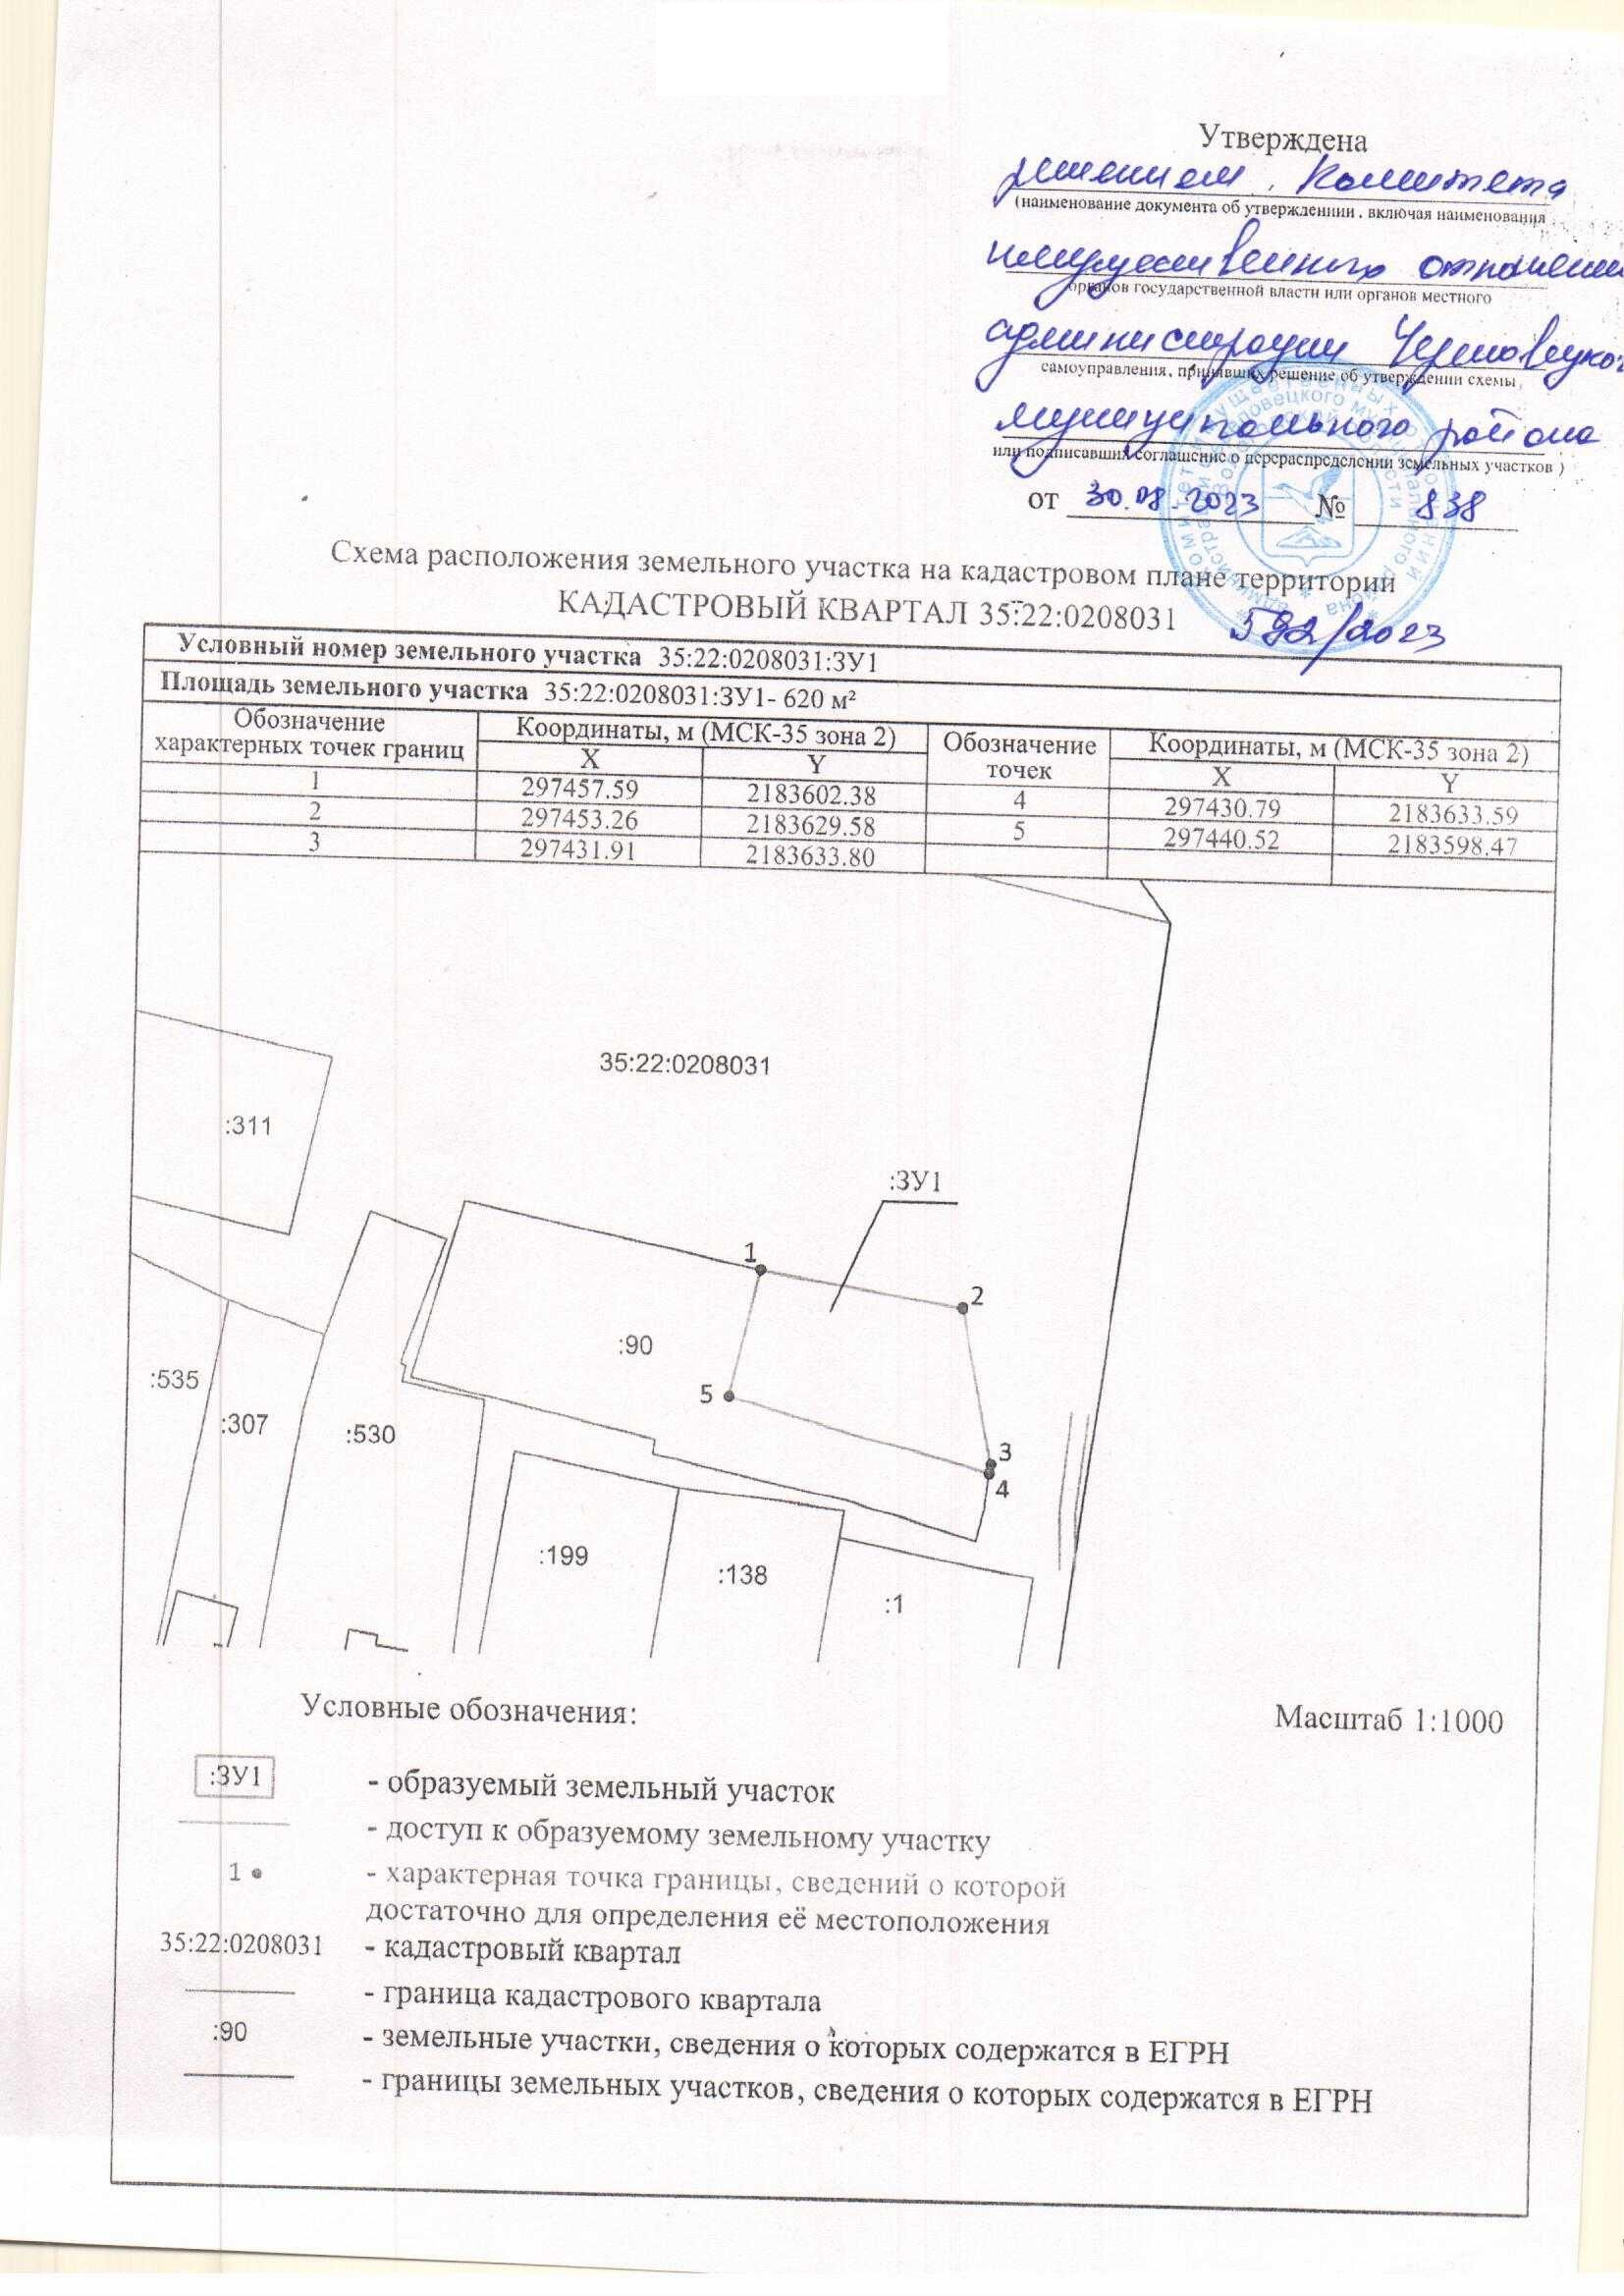 Утверждена
решением Комитета
(наименование документа об утверждении, включая наименования
имущественных отношений
органов государственной власти или органов местного
администрации Череповецкого
самоуправления, принявших решение об утверждении схемы
муниципального района
или подписавших соглашение о перераспределении земельных участков )
от 30.08.2023 № 838
Схема расположения земельного участка на кадастровом плане территории
КАДАСТРОВЫЙ КВАРТАЛ 35:22:0208031
592/2023
Условный номер земельного участка 35:22:0208031:ЗУ1
Площадь земельного участка 35:22:0208031:ЗУ1- 620 м²
Обозначение характерных точек границ Координаты, м (МСК-35 зона 2) Обозначение точек Координаты, м (МСК-35 зона 2)
X Y X Y
1 297457.59 2183602.38 4 297430.79 2183633.59
2 297453.26 2183629.58 5 297440.52 2183598.47
3 297431.91 2183633.80
35:22:0208031
:311
:ЗУ1
1
2
:90
:535
5
:307
:530
3
4
:199
:138
:1
Условные обозначения:
Масштаб 1:1000
:ЗУ1 - образуемый земельный участок
- доступ к образуемому земельному участку
1 - характерная точка границы, сведений о которой
достаточно для определения её местоположения
35:22:0208031 - кадастровый квартал
- граница кадастрового квартала
:90 - земельные участки, сведения о которых содержатся в ЕГРН
- границы земельных участков, сведения о которых содержатся в ЕГРН